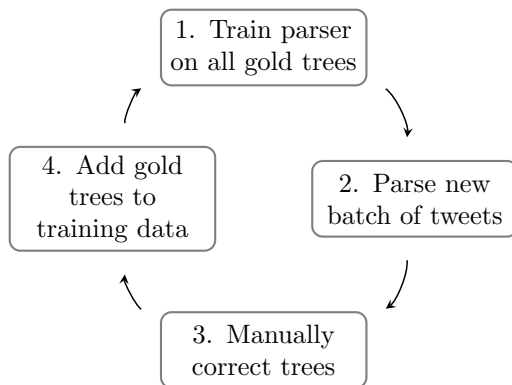 1. Train parser
on all gold trees
2. Parse new
batch of tweets
3. Manually
correct trees
4. Add gold
trees to
training data